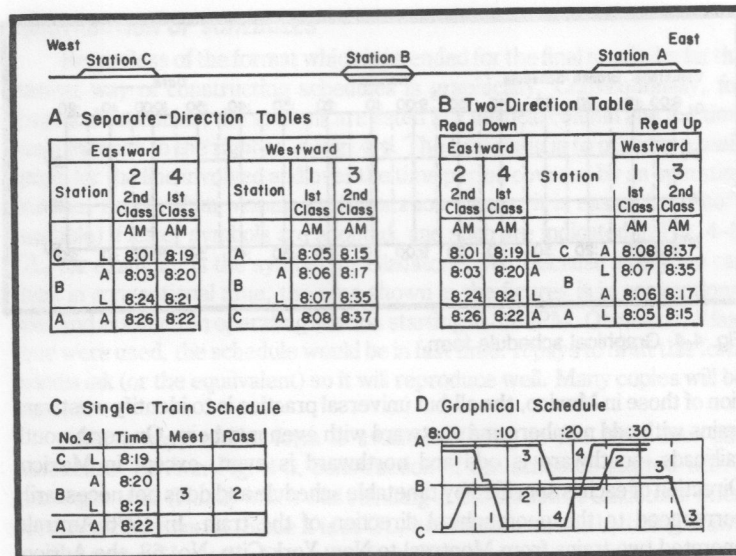 West East
Station C Station B Station A
A Separate-Direction Tables
Eastward
Station 2 4
2nd Class 1st Class
AM AM
C L 8:01 8:19
B A 8:03 8:20
L 8:24 8:21
A A 8:26 8:22
Westward
Station 1 3
1st Class 2nd Class
AM AM
A L 8:05 8:15
B A 8:06 8:17
L 8:07 8:35
C A 8:08 8:37
B Two-Direction Table
Read Down Read Up
Eastward Westward
2 4 Station 1 3
2nd Class 1st Class 1st Class 2nd Class
AM AM AM AM
8:01 8:19 L C A 8:08 8:37
8:03 8:20 A B L 8:07 8:35
8:24 8:21 L A 8:06 8:17
8:26 8:22 A A L 8:05 8:15
C Single-Train Schedule
No. 4 Time Meet Pass
C L 8:19
B A 8:20
L 8:21 3 2
A A 8:22
D Graphical Schedule
8:00 :10 :20 :30
A
B
C
1 3 4 2 3
2 4 3